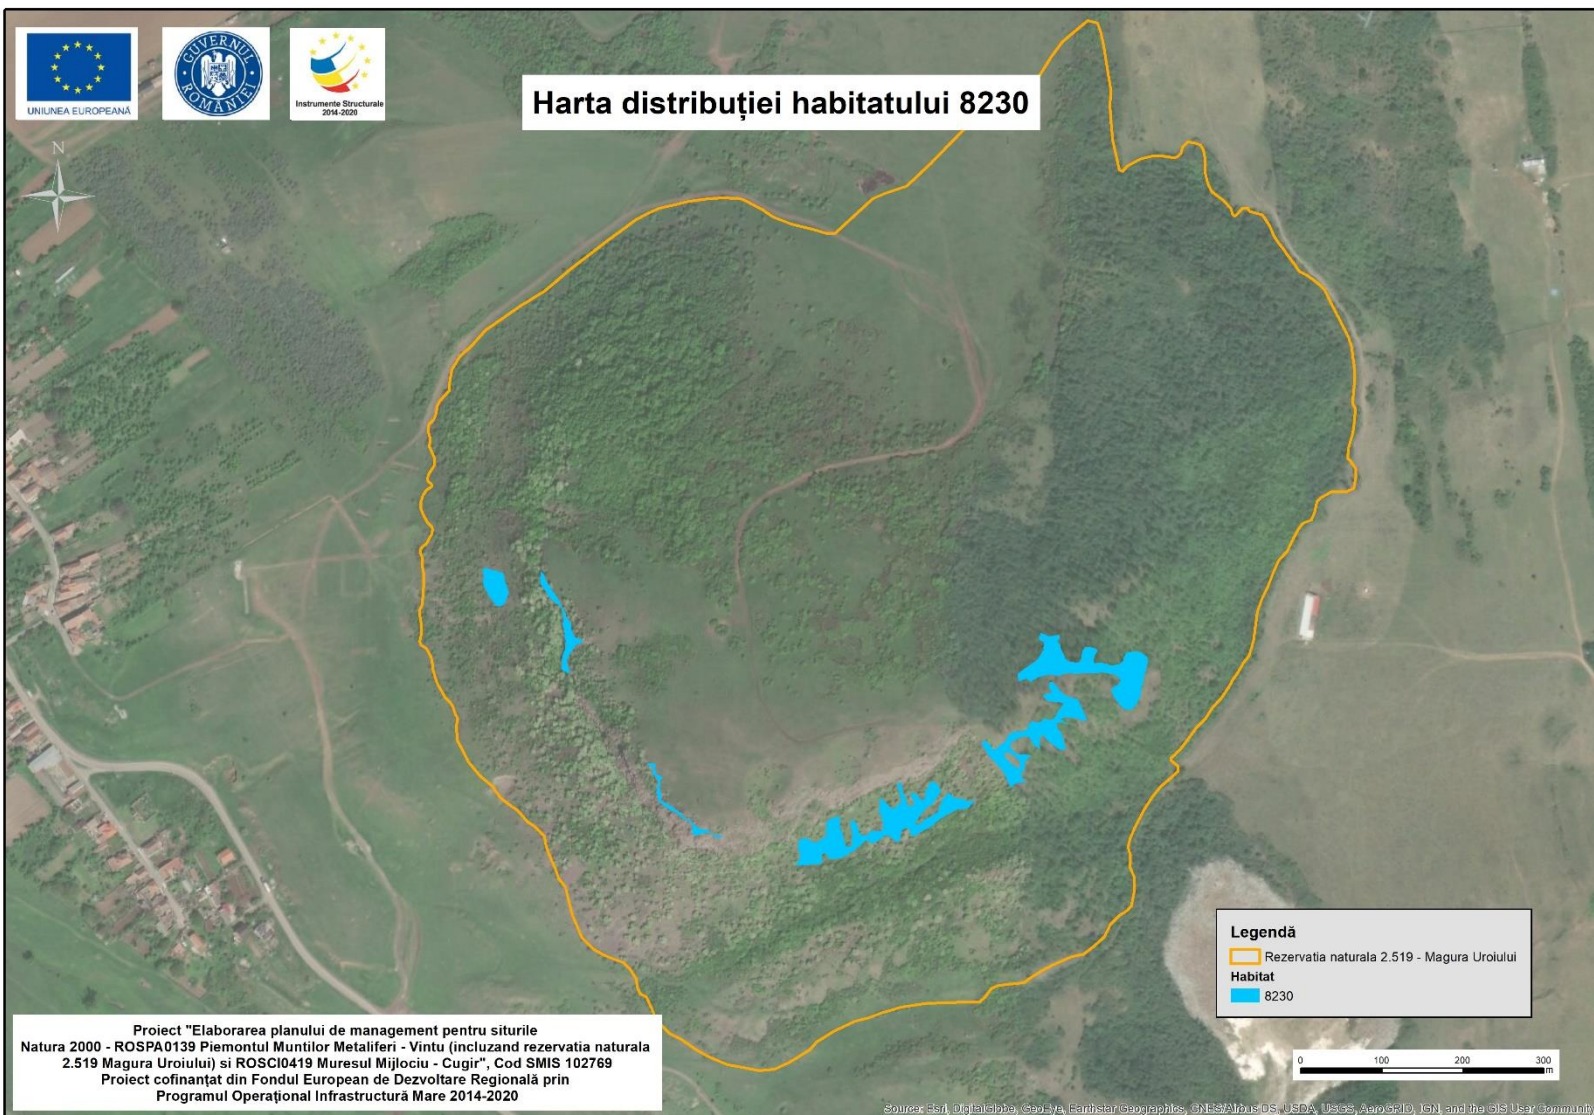 UNIUNEA EUROPEANĂ
GUVERNUL ROMÂNIEI
Instrumente Structurale
2014-2020
Harta distribuției habitatului 8230
N
Legendă
Rezervatia naturala 2.519 - Magura Uroiului
Habitat
8230
Proiect "Elaborarea planului de management pentru siturile
Natura 2000 - ROSPA0139 Piemontul Muntilor Metaliferi - Vintu (incluzand rezervatia naturala
2.519 Magura Uroiului) si ROSCI0419 Muresul Mijlociu - Cugir", Cod SMIS 102769
Proiect cofinanțat din Fondul European de Dezvoltare Regională prin
Programul Operațional Infrastructură Mare 2014-2020
0 100 200 300
m
Source: Esri, DigitalGlobe, GeoEye, Earthstar Geographics, CNES/Airbus DS, USDA, USGS, AeroGRID, IGN, and the GIS User Communit